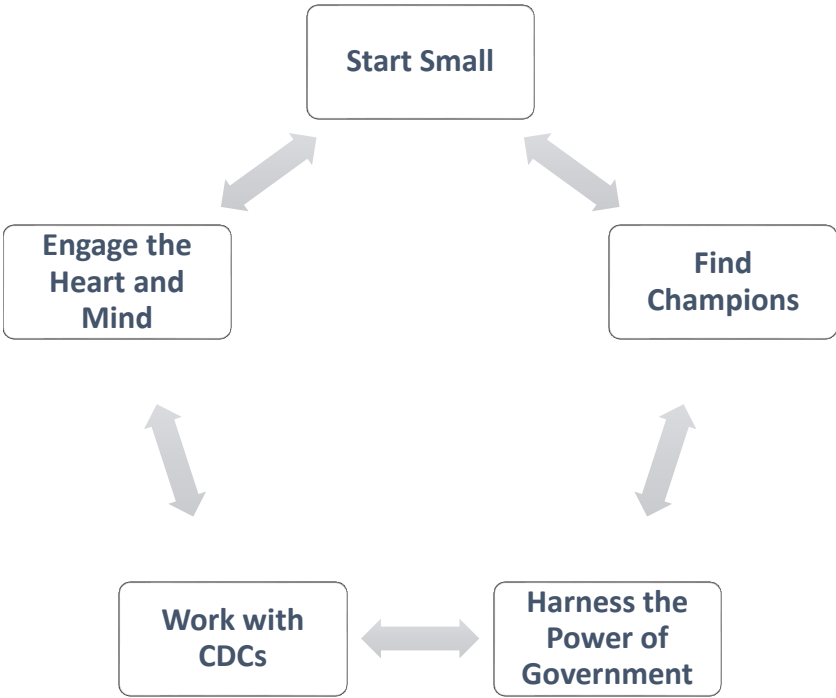 Start Small
Find
Champions
Harness the
Power of
Government
Work with
CDCs
Engage the
Heart and
Mind